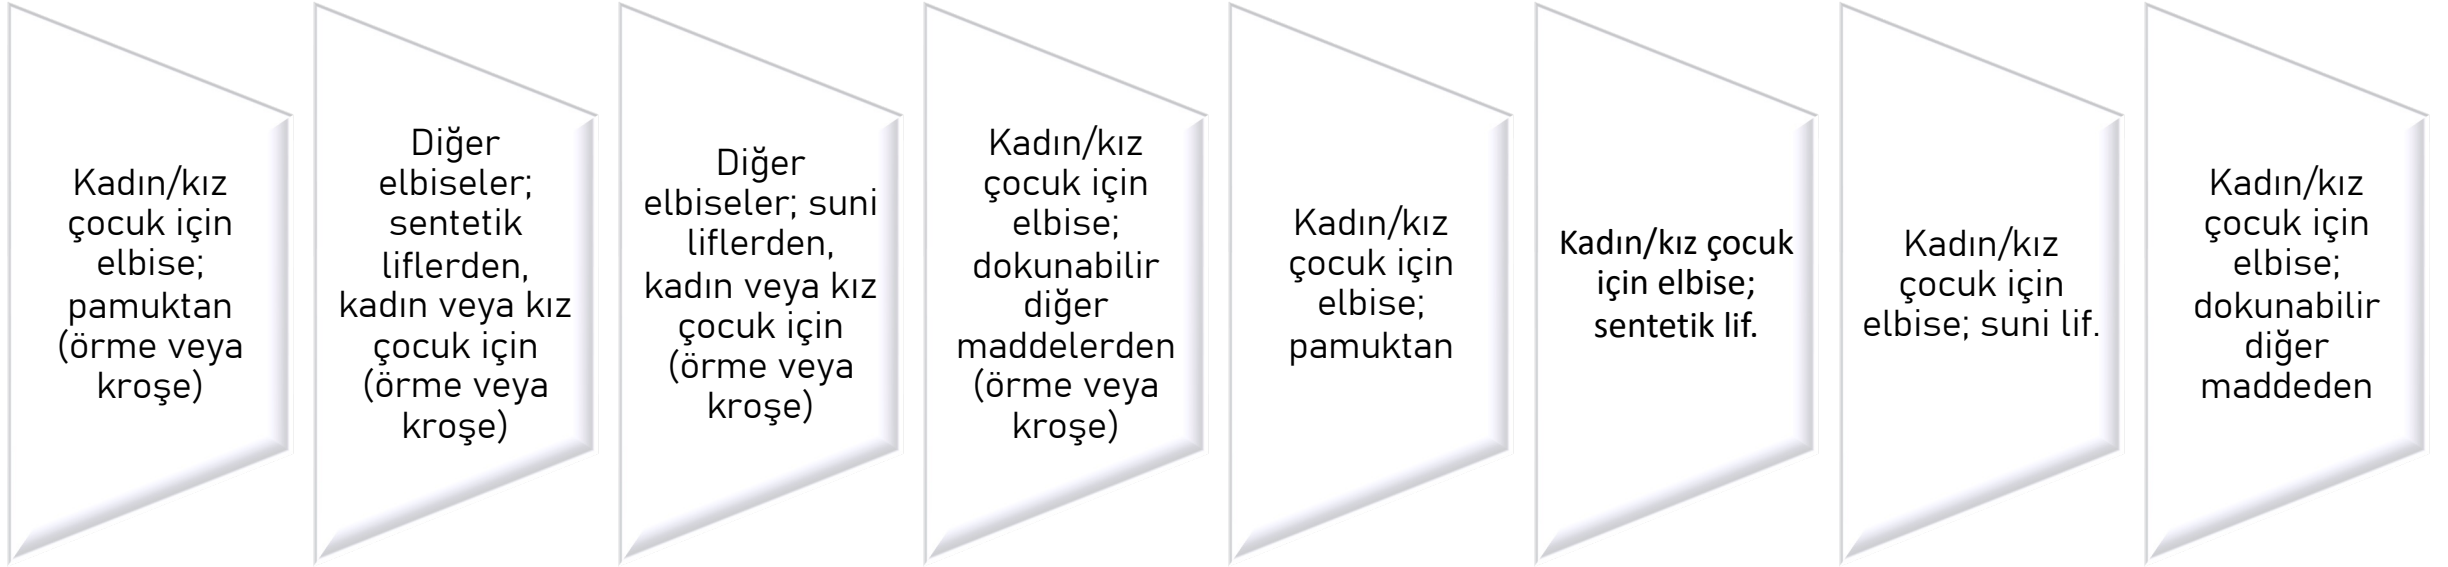 Kadın/kız
çocuk için
elbise;
pamuktan
(örme veya
kroşe)
Diğer
elbiseler;
sentetik
liflerden,
kadın veya kız
çocuk için
(örme veya
kroşe)
Diğer
elbiseler; suni
liflerden,
kadın veya kız
çocuk için
(örme veya
kroşe)
Kadın/kız
çocuk için
elbise;
dokunabilir
diğer
maddelerden
(örme veya
kroşe)
Kadın/kız
çocuk için
elbise;
pamuktan
Kadın/kız çocuk
için elbise;
sentetik lif.
Kadın/kız
çocuk için
elbise; suni lif.
Kadın/kız
çocuk için
elbise;
dokunabilir
diğer
maddeden